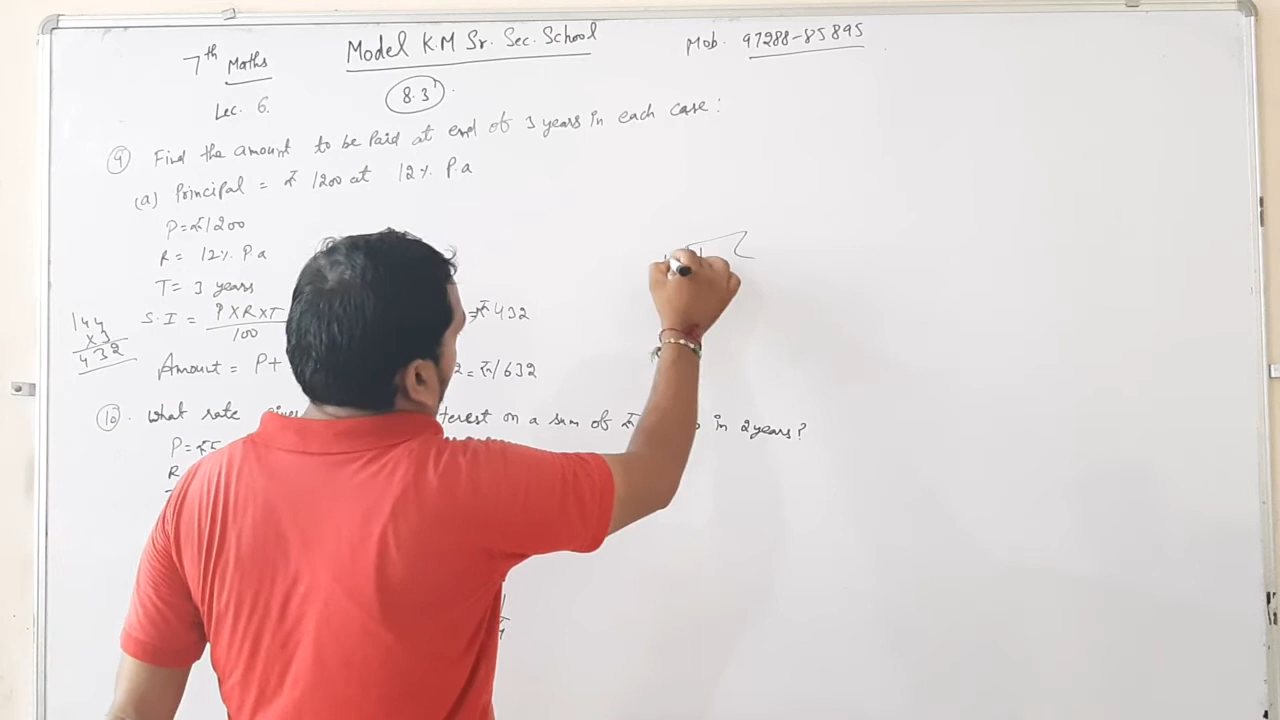 7th Maths
Model K.M Sr. Sec. School
Mob. 97288-85895
Lec. 6.
8.3
9 Find the amount to be Paid at end of 3 years in each case:
(a) Principal = ₹ 1200 at 12% P.a
P=₹1200
R = 12% P.a
T= 3 years
S.I = P×R×T/100 =₹432
144
×3
432
Amount = P+ 2=₹1632
10. What rate gives terest on a sum of ₹ in 2years?
P=₹5
R